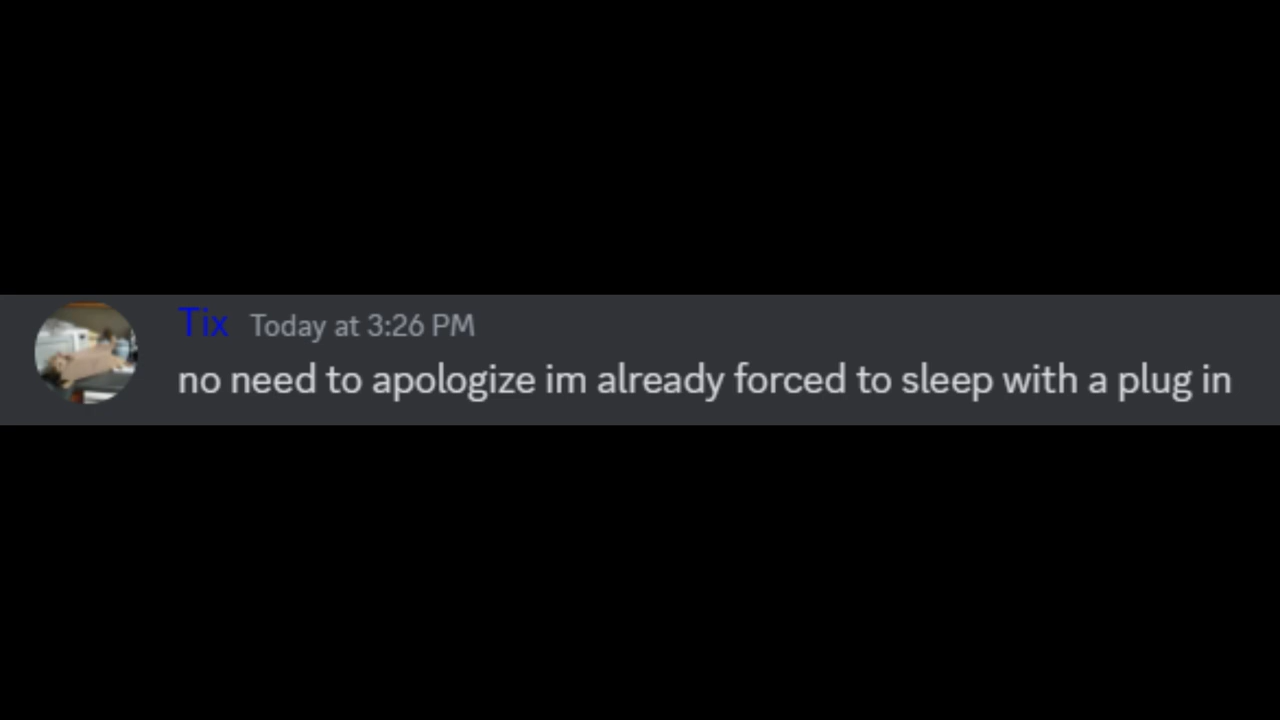 Tix Today at 3:26 PM
no need to apologize im already forced to sleep with a plug in